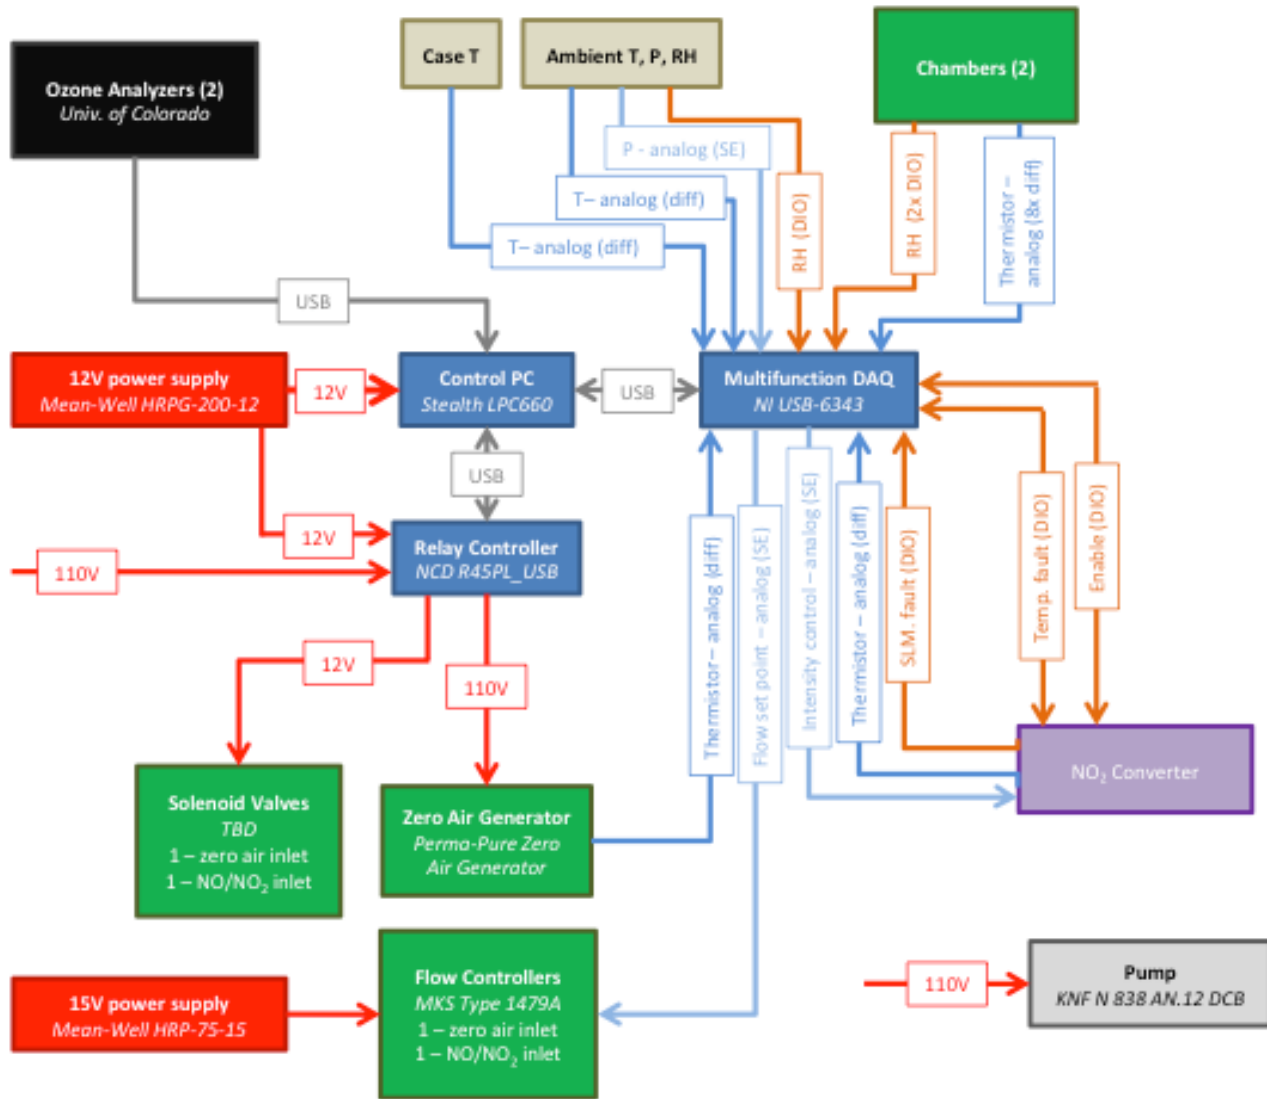 Case T
Ambient T, P, RH
Chambers (2)
Ozone Analyzers (2)
Univ. of Colorado
P - analog (SE)
T– analog (diff)
T– analog (diff)
RH (DIO)
RH (2x DIO)
Thermistor –
analog (8x diff)
USB
12V power supply
Mean-Well HRPG-200-12
12V
Control PC
Stealth LPC660
USB
Multifunction DAQ
NI USB-6343
USB
12V
110V
Relay Controller
NCD R45PL_USB
Thermistor – analog (diff)
Flow set point – analog (SE)
Intensity control – analog (SE)
Thermistor – analog (diff)
SLM. fault (DIO)
Temp. fault (DIO)
Enable (DIO)
12V
110V
NO₂ Converter
Solenoid Valves
TBD
1 – zero air inlet
1 – NO/NO₂ inlet
Zero Air Generator
Perma-Pure Zero
Air Generator
15V power supply
Mean-Well HRP-75-15
Flow Controllers
MKS Type 1479A
1 – zero air inlet
1 – NO/NO₂ inlet
110V
Pump
KNF N 838 AN.12 DCB